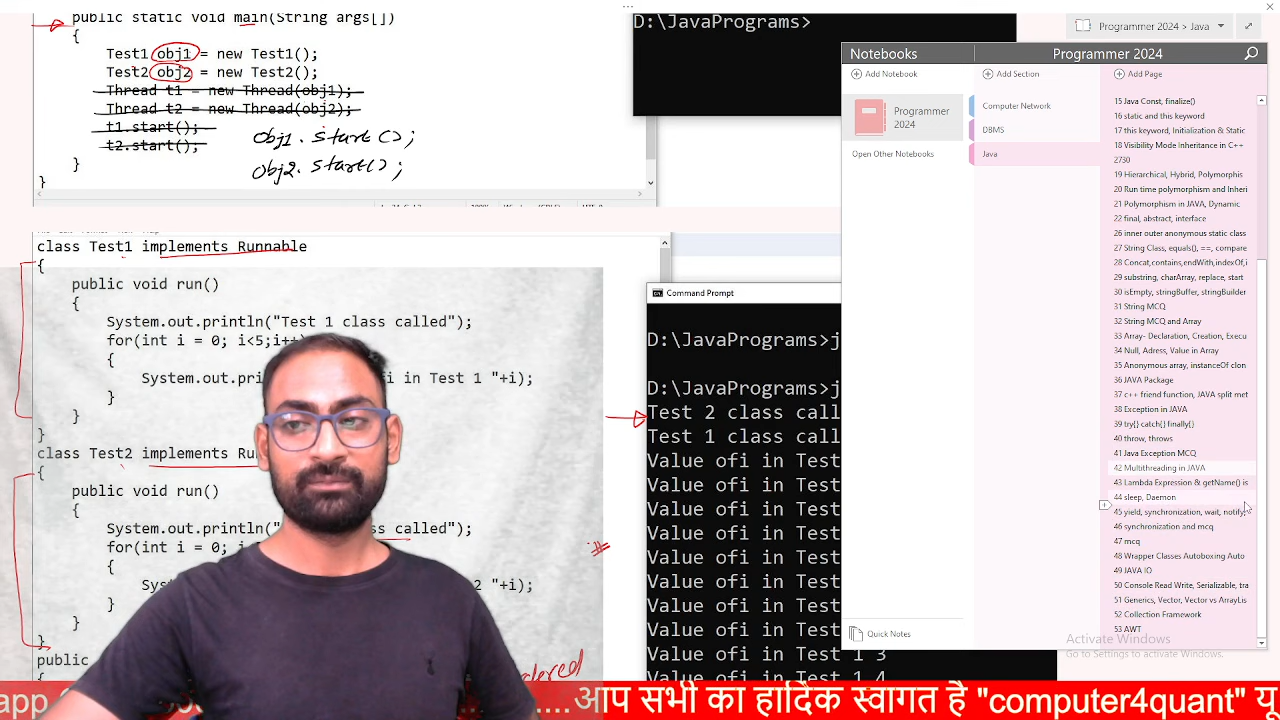 public static void main(String args[])
{
Test1 obj1 = new Test1();
Test2 obj2 = new Test2();
Thread t1 = new Thread(obj1);
Thread t2 = new Thread(obj2);
t1.start();
t2.start();
obj1.start();
obj2.start();
}
}
class Test1 implements Runnable
{
public void run()
{
System.out.println("Test 1 class called");
for(int i = 0; i<5;i++
{
System.out.pri fi in Test 1 "+i);
}
}
}
class Test2 implements Ru
{
public void run()
{
System.out.println( ss called");
for(int i = 0; i
{
Sys 2 "+i);
}
}
}
public
{
dered
D:\JavaPrograms>
Command Prompt
D:\JavaPrograms>j
D:\JavaPrograms>j
Test 2 class call
Test 1 class call
Value ofi in Test
Value ofi in Test
Value ofi in Test
Value ofi in Test
Value ofi in Test
Value ofi in Test
Value ofi in Test
Value ofi in Test
Value ofi in Test 1 3
Value ofi in Test 1 4
Programmer 2024 > Java
Notebooks
Programmer 2024
Add Notebook
Add Section
Add Page
Programmer
2024
Open Other Notebooks
Computer Network
DBMS
Java
15 Java Const, finalize()
16 static and this keyword
17 this keyword, Initialization & Static
18 Visibility Mode Inheritance in C++
2730
19 Hierarchical, Hybrid, Polymorphis
20 Run time polymorphism and Inheri
21 Polymorphism in JAVA, Dynamic
22 final, abstract, interface
26 inner outer anonymous static class
27 String Class, equals(), ==, compare
28 Concat,contains,endWith,indexOf,i
29 substring, charArray, replace, start
30 isEmpty, stringBuffer, stringBuilder
31 String MCQ
32 String MCQ and Array
33 Array- Declaration, Creation, Execu
34 Null, Adress, Value in Array
35 Anonymous array, instanceOf clon
36 JAVA Package
37 c++ friend function, JAVA split met
38 Exception in JAVA
39 try{} catch{} finally{}
40 throw, throws
41 Java Exception MCQ
42 Multithreading in JAVA
43 Lambda Expression & getName() is
44 sleep, Daemon
45 yield, synchronization, wait, notify,
46 synchronization and mcq
47 mcq
48 Wrapper Classes Autoboxing Auto
49 JAVA IO
50 Console Read Write, Serializable, tra
51 Generics, Vector, Vector vs ArrayLis
52 Collection Framework
53 AWT
Quick Notes
Activate Windows
Go to Settings to activate Windows.
app आप सभी का हार्दिक स्वागत है "computer4quant" यू